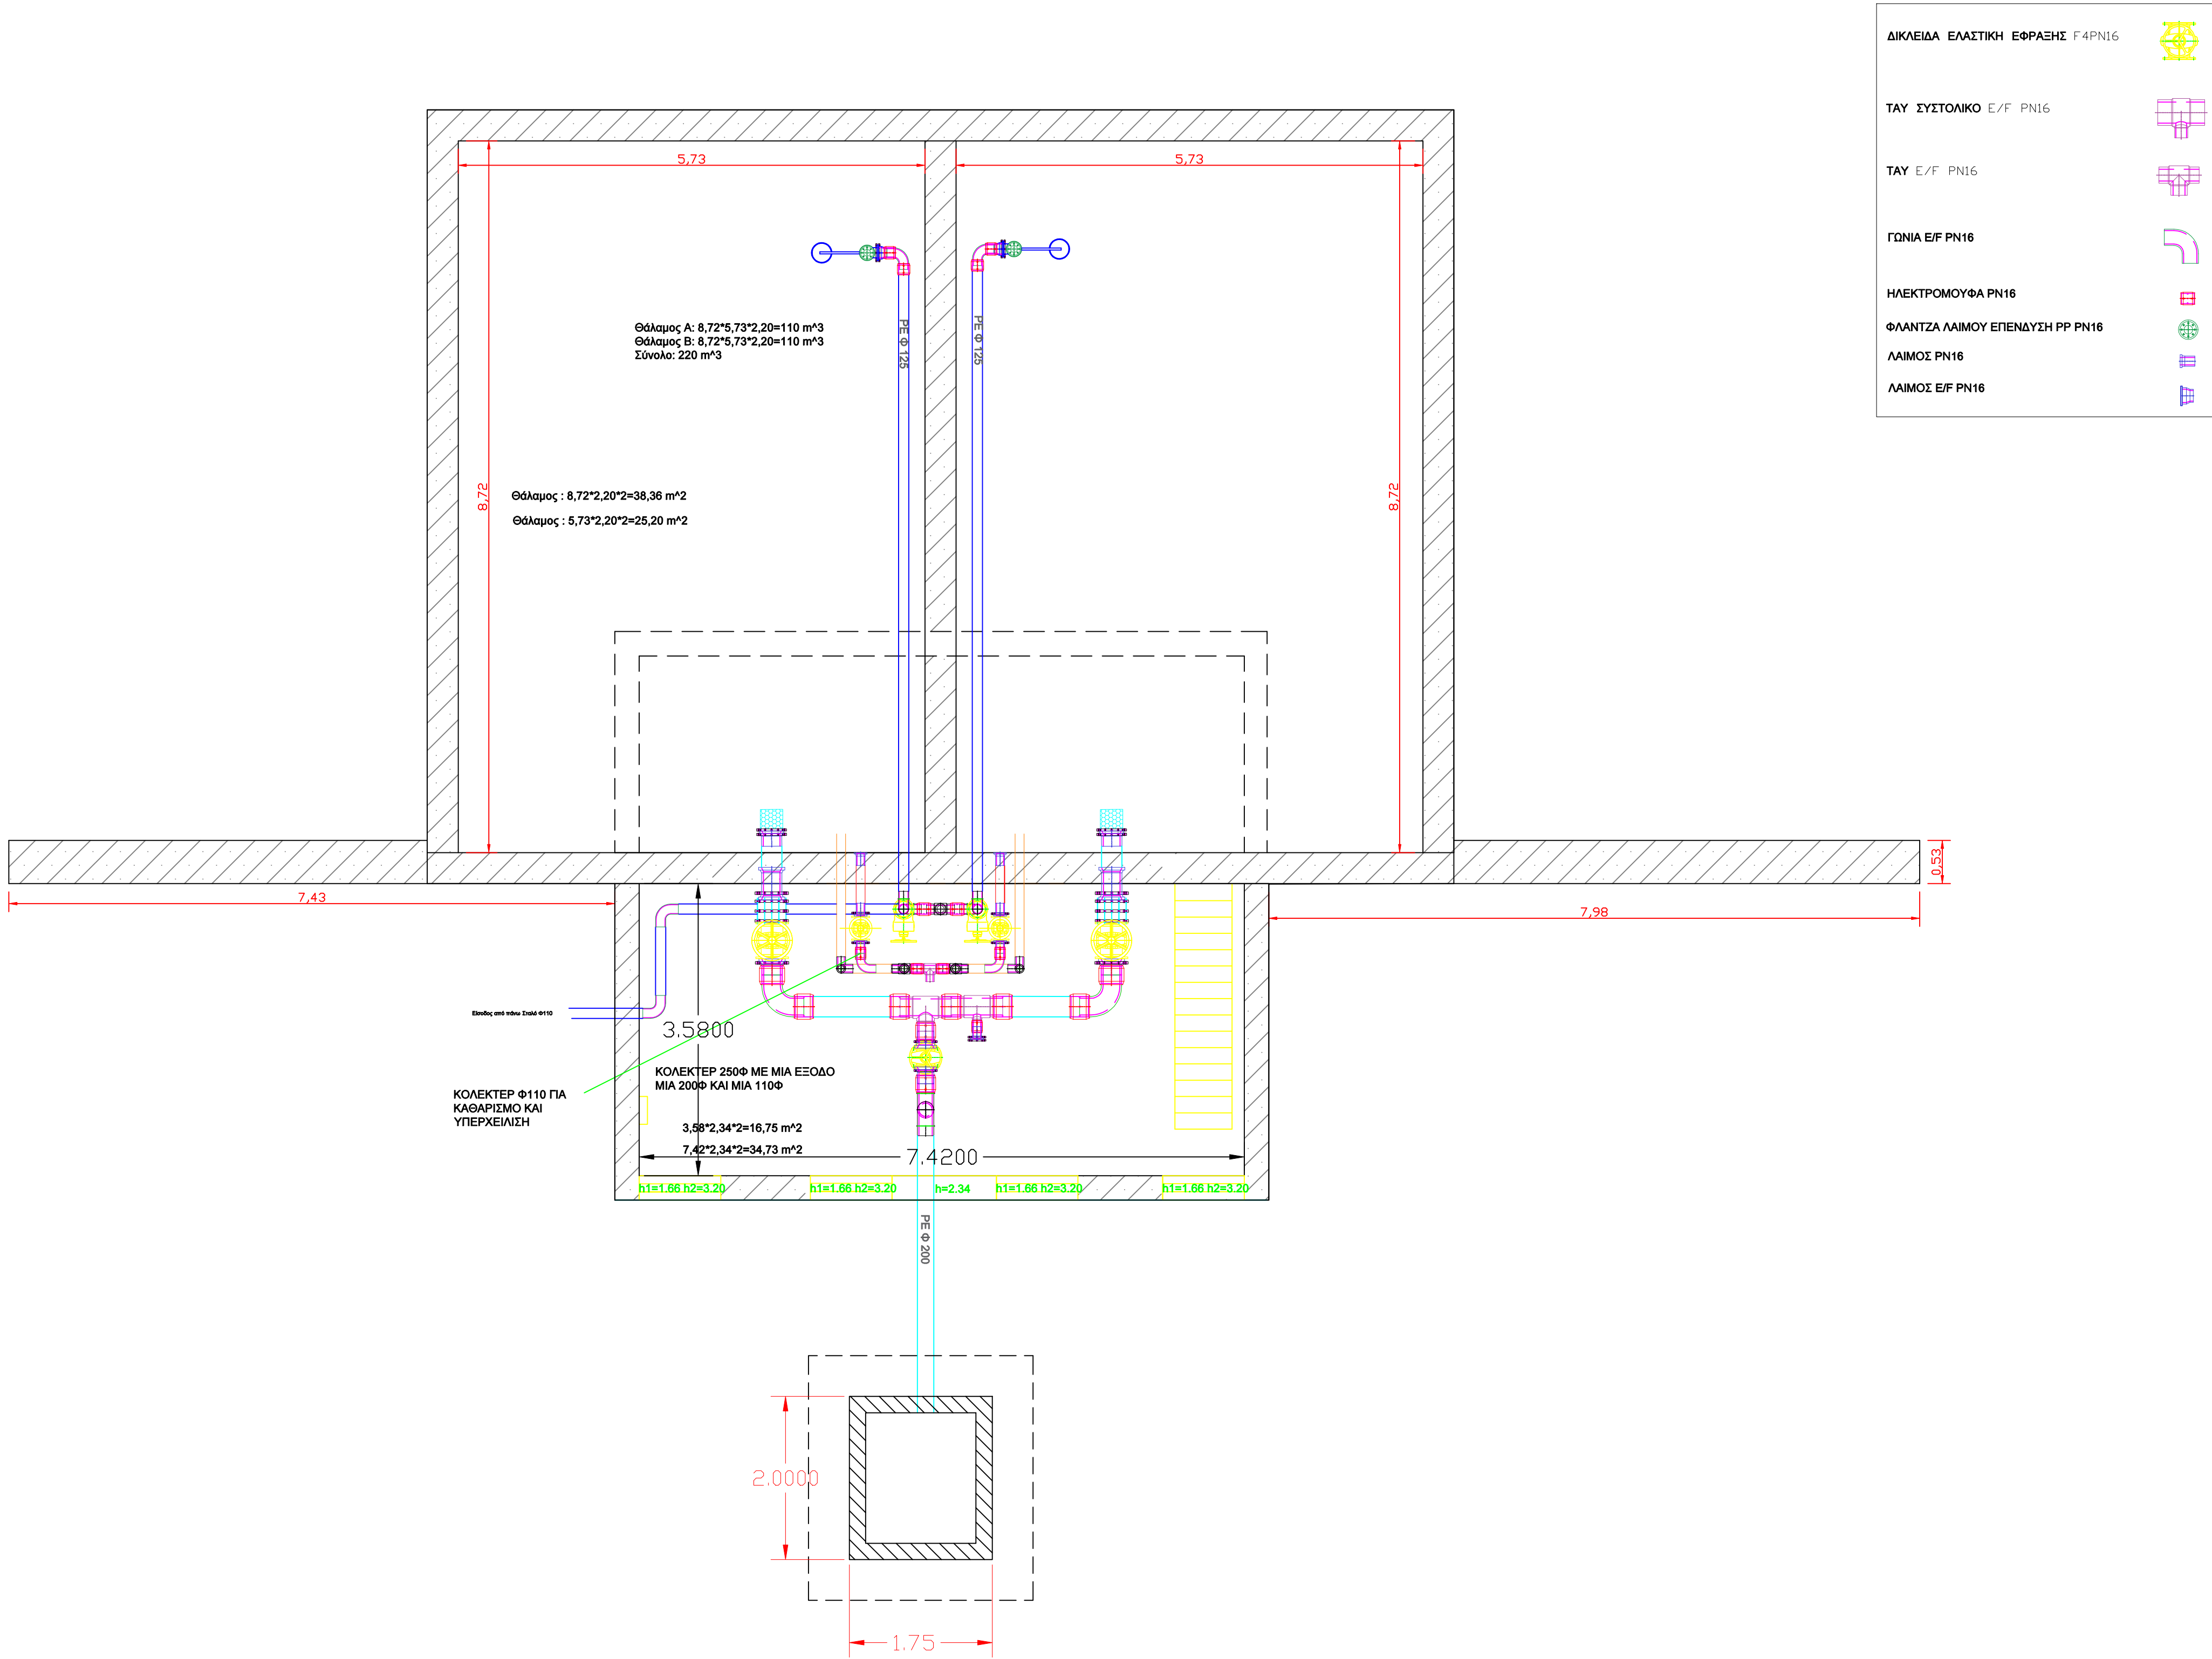 ΔΙΚΛΕΙΔΑ ΕΛΑΣΤΙΚΗ ΕΦΡΑΞΗΣ F4PN16
ΤΑΥ ΣΥΣΤΟΛΙΚΟ E/F PN16
ΤΑΥ E/F PN16
ΓΩΝΙΑ E/F PN16
ΗΛΕΚΤΡΟΜΟΥΦΑ PN16
ΦΛΑΝΤΖΑ ΛΑΙΜΟΥ ΕΠΕΝΔΥΣΗ PP PN16
ΛΑΙΜΟΣ PN16
ΛΑΙΜΟΣ E/F PN16
5,73
5,73
Θάλαμος Α: 8,72*5,73*2,20=110 m^3
Θάλαμος Β: 8,72*5,73*2,20=110 m^3
Σύνολο: 220 m^3
PE Φ 125
PE Φ 125
8,72
8,72
Θάλαμος : 8,72*2,20*2=38,36 m^2
Θάλαμος : 5,73*2,20*2=25,20 m^2
0,53
7,43
7,98
Είσοδος από πάνω Σταλό Φ110
3.5800
ΚΟΛΕΚΤΕΡ 250Φ ΜΕ ΜΙΑ ΕΞΟΔΟ
ΜΙΑ 200Φ ΚΑΙ ΜΙΑ 110Φ
ΚΟΛΕΚΤΕΡ Φ110 ΓΙΑ
ΚΑΘΑΡΙΣΜΟ ΚΑΙ
ΥΠΕΡΧΕΙΛΙΣΗ
3,58*2,34*2=16,75 m^2
7,42*2,34*2=34,73 m^2
7.4200
h1=1.66 h2=3.20
h1=1.66 h2=3.20
h=2.34
h1=1.66 h2=3.20
h1=1.66 h2=3.20
PE Φ 200
2.0000
1.75